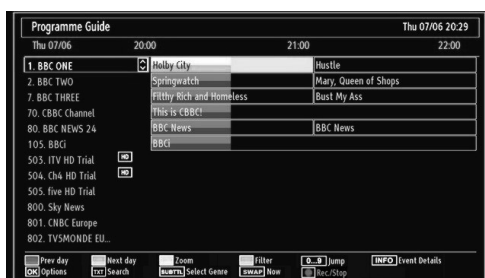 Programme Guide Thu 07/06 20:29
Thu 07/06 20:00 21:00 22:00
1. BBC ONE Holby City Hustle
2. BBC TWO Springwatch Mary, Queen of Shops
7. BBC THREE Filthy Rich and Homeless Bust My Ass
70. CBBC Channel This is CBBC!
80. BBC NEWS 24 BBC News BBC News
105. BBCi BBCi
503. ITV HD Trial HD
504. Ch4 HD Trial HD
505. five HD Trial
800. Sky News
801. CNBC Europe
802. TV5MONDE EU...
Prev day Next day Zoom Filter 0...9 Jump INFO Event Details
OK Options TXT Search SUBTTL Select Genre SWAP Now Rec/Stop